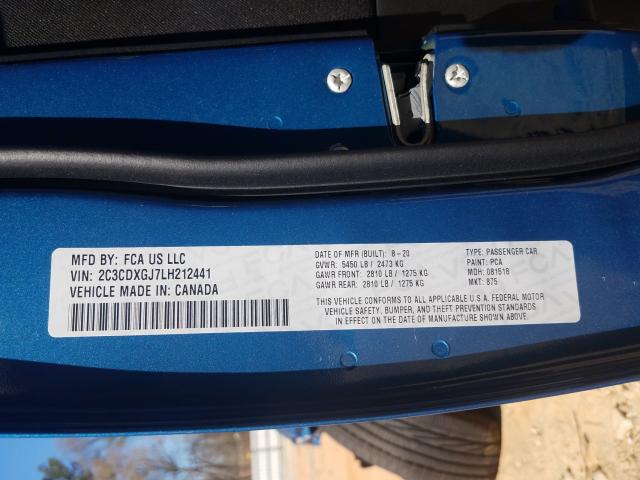 MFD BY: FCA US LLC
VIN: 2C3CDXGJ7LH212441
VEHICLE MADE IN: CANADA
DATE OF MFR (BUILT): 8-20
GVWR: 5450 LB / 2473 KG
GAWR FRONT: 2810 LB / 1275 KG
GAWR REAR: 2810 LB / 1275 KG
TYPE: PASSENGER CAR
PAINT: PCA
MDH: 081518
MKT: 875
THIS VEHICLE CONFORMS TO ALL APPLICABLE U.S.A. FEDERAL MOTOR
VEHICLE SAFETY, BUMPER, AND THEFT PREVENTION STANDARDS
IN EFFECT ON THE DATE OF MANUFACTURE SHOWN ABOVE.